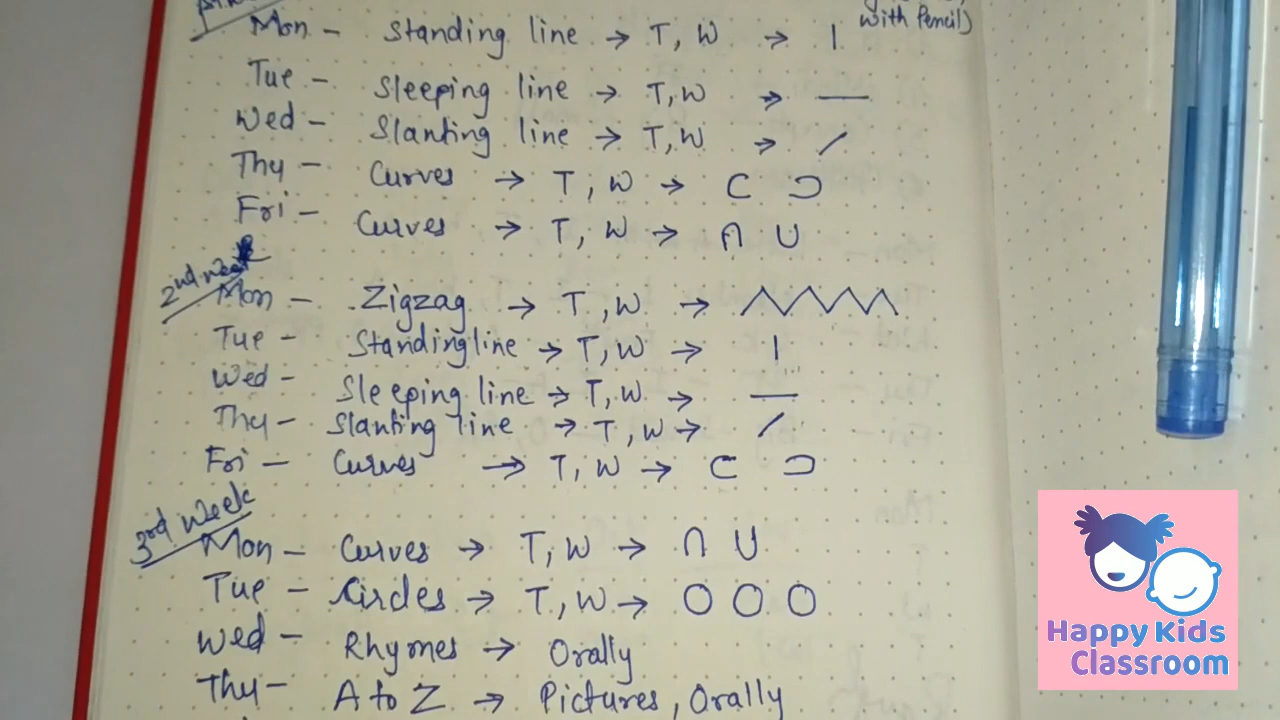 with Pencil)
Mon - Standing line → T, W → |
Tue - Sleeping line → T, W → —
Wed - Slanting line → T, W → /
Thu - Curves → T, W → ⊂ ⊃
Fri - Curves → T, W → ∩ ∪
2nd week
Mon - Zigzag → T, W → /\/\/\/\
Tue - Standing line → T, W → |
Wed - Sleeping line → T, W → —
Thu - Slanting line → T, W → /
Fri - Curves → T, W → ⊂ ⊃
3rd week
Mon - Curves → T, W → ∩ ∪
Tue - Circles → T, W → O O O
Wed - Rhymes → Orally
Thu - A to Z → Pictures, Orally
Happy Kids
Classroom